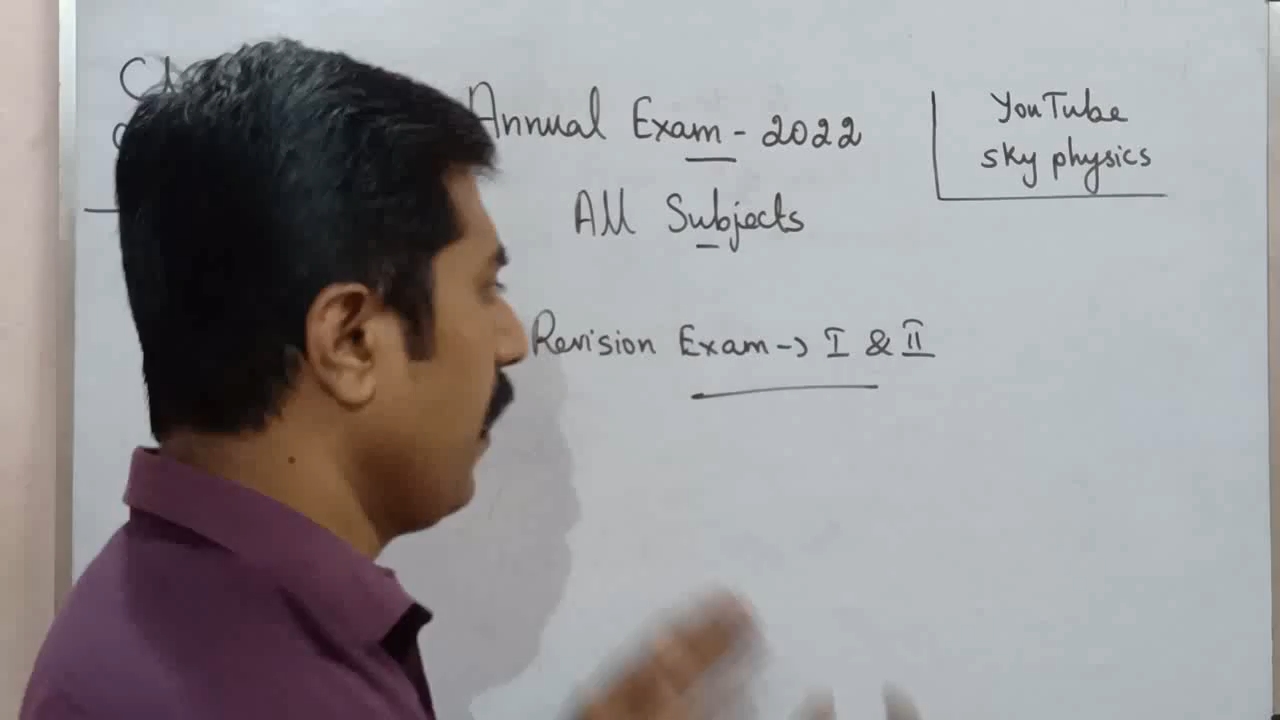 Annual Exam - 2022
All Subjects
YouTube
sky physics
Revision Exam -> I & II